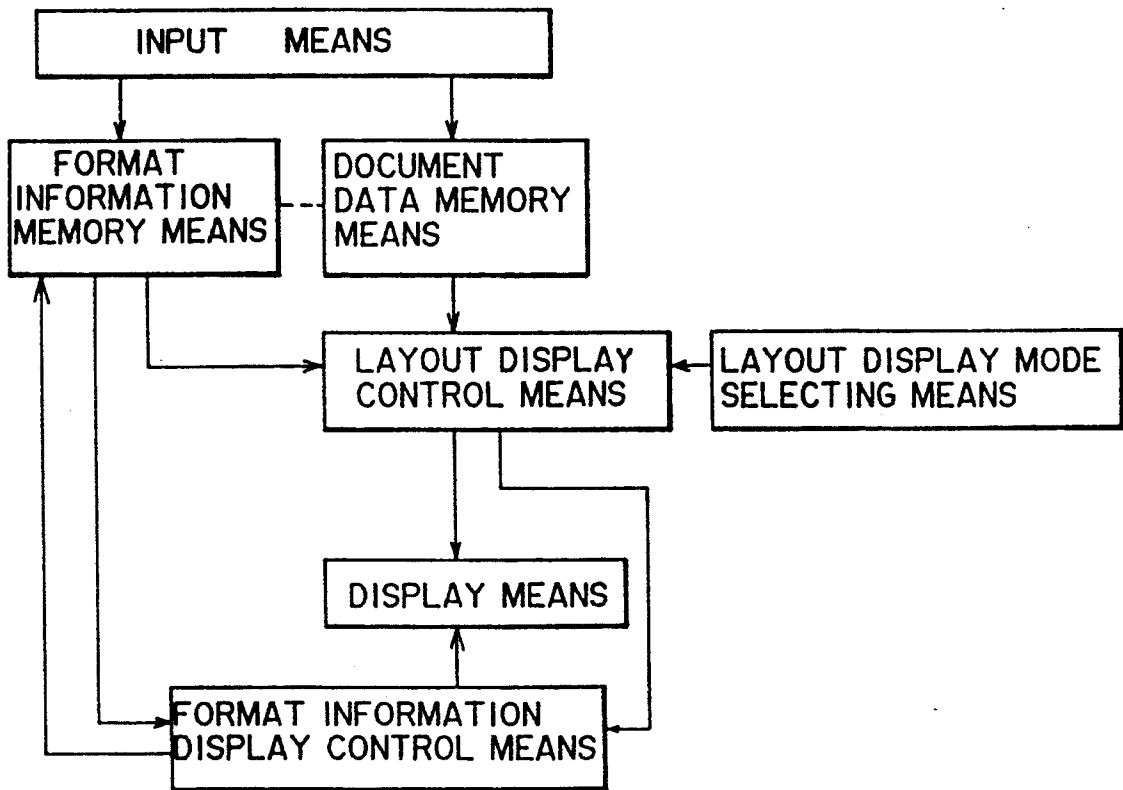 INPUT MEANS
FORMAT
INFORMATION
MEMORY MEANS
DOCUMENT
DATA MEMORY
MEANS
LAYOUT DISPLAY
CONTROL MEANS
LAYOUT DISPLAY MODE
SELECTING MEANS
DISPLAY MEANS
FORMAT INFORMATION
DISPLAY CONTROL MEANS